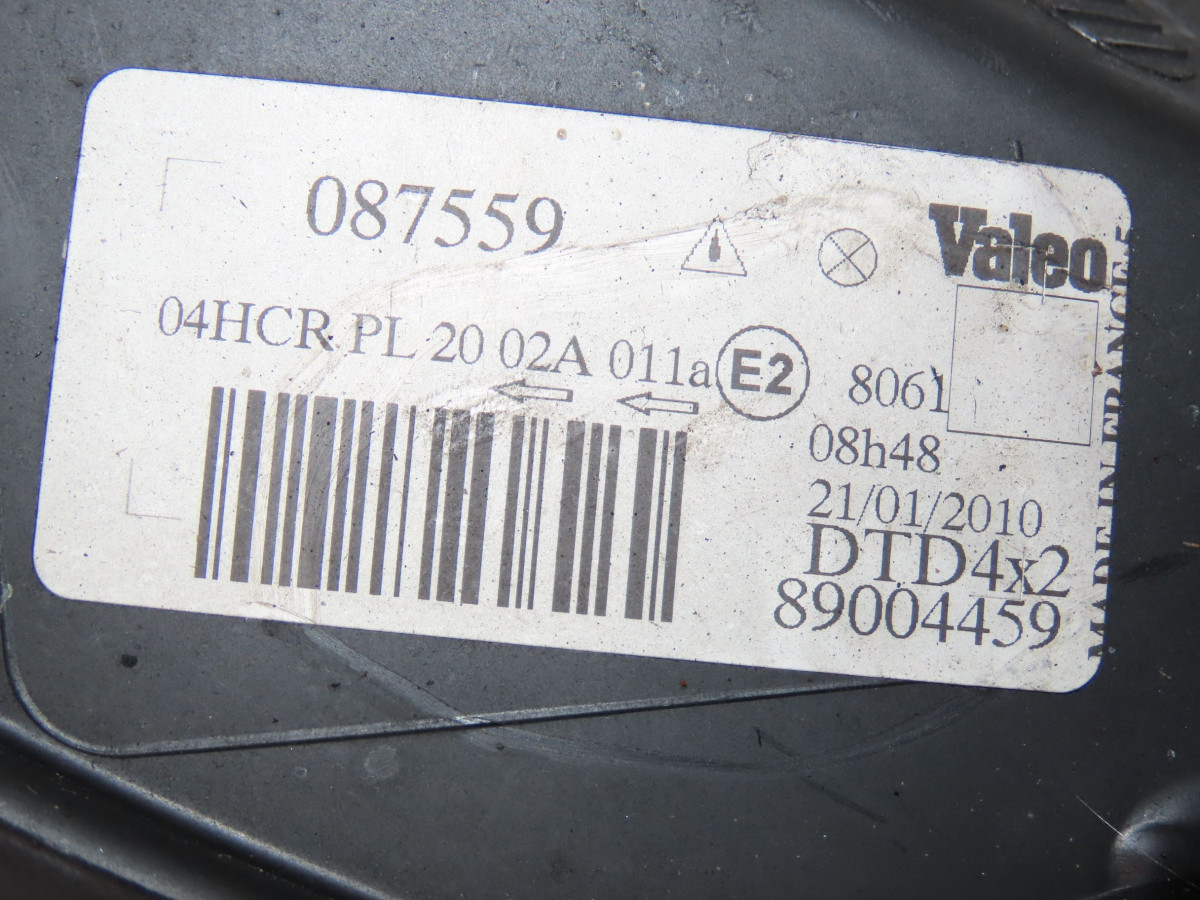 087559
Valeo
04HCR PL 20 02A 011a E2 8061
08h48
21/01/2010
DTD4x2
89004459
MADE IN FRANCE